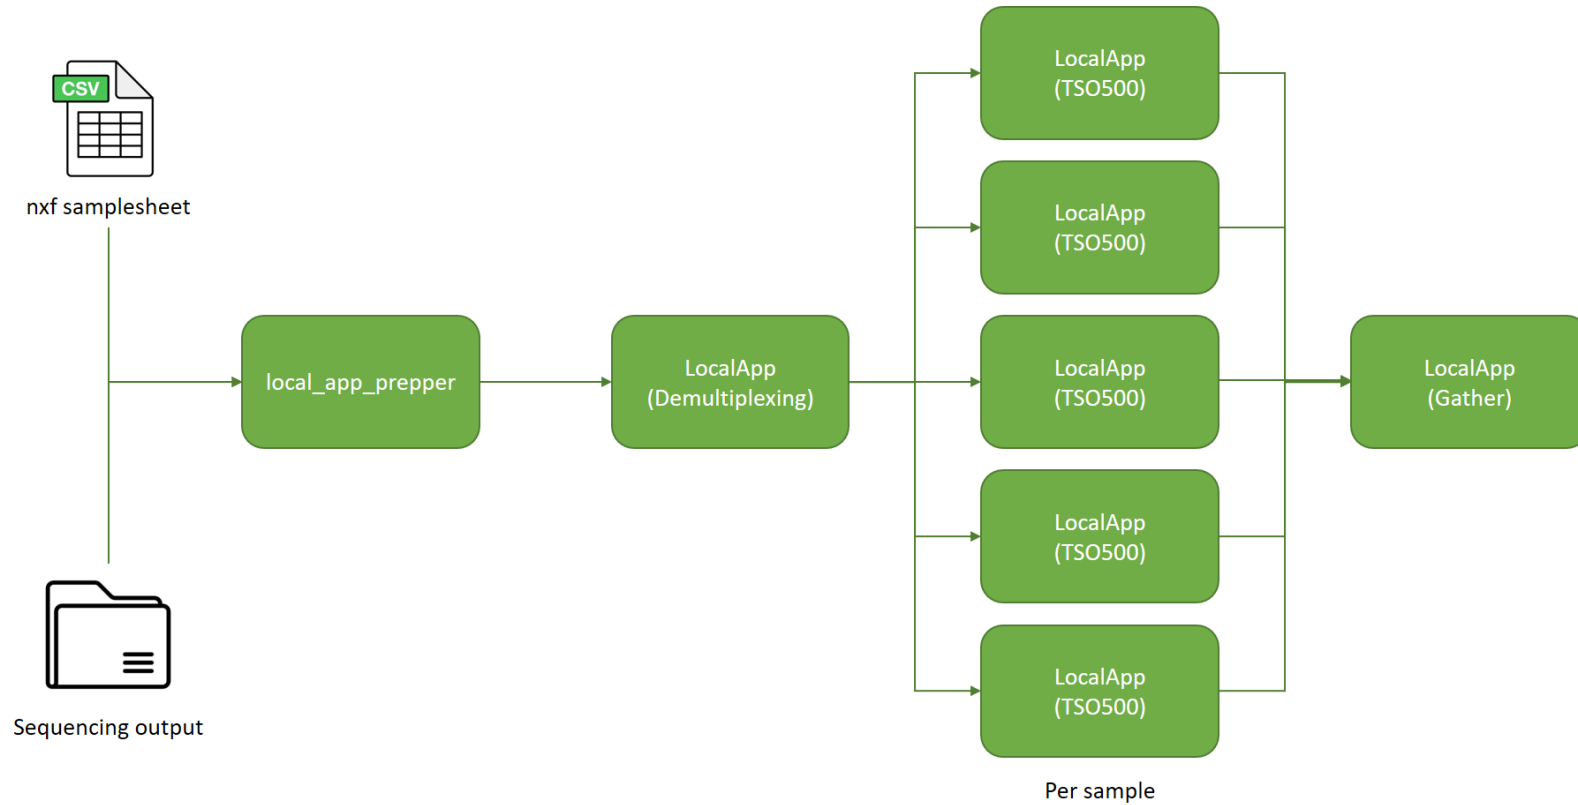 CSV
nxf samplesheet
Sequencing output
local_app_prepper
LocalApp
(Demultiplexing)
LocalApp
(TSO500)
LocalApp
(TSO500)
LocalApp
(TSO500)
LocalApp
(TSO500)
LocalApp
(TSO500)
Per sample
LocalApp
(Gather)